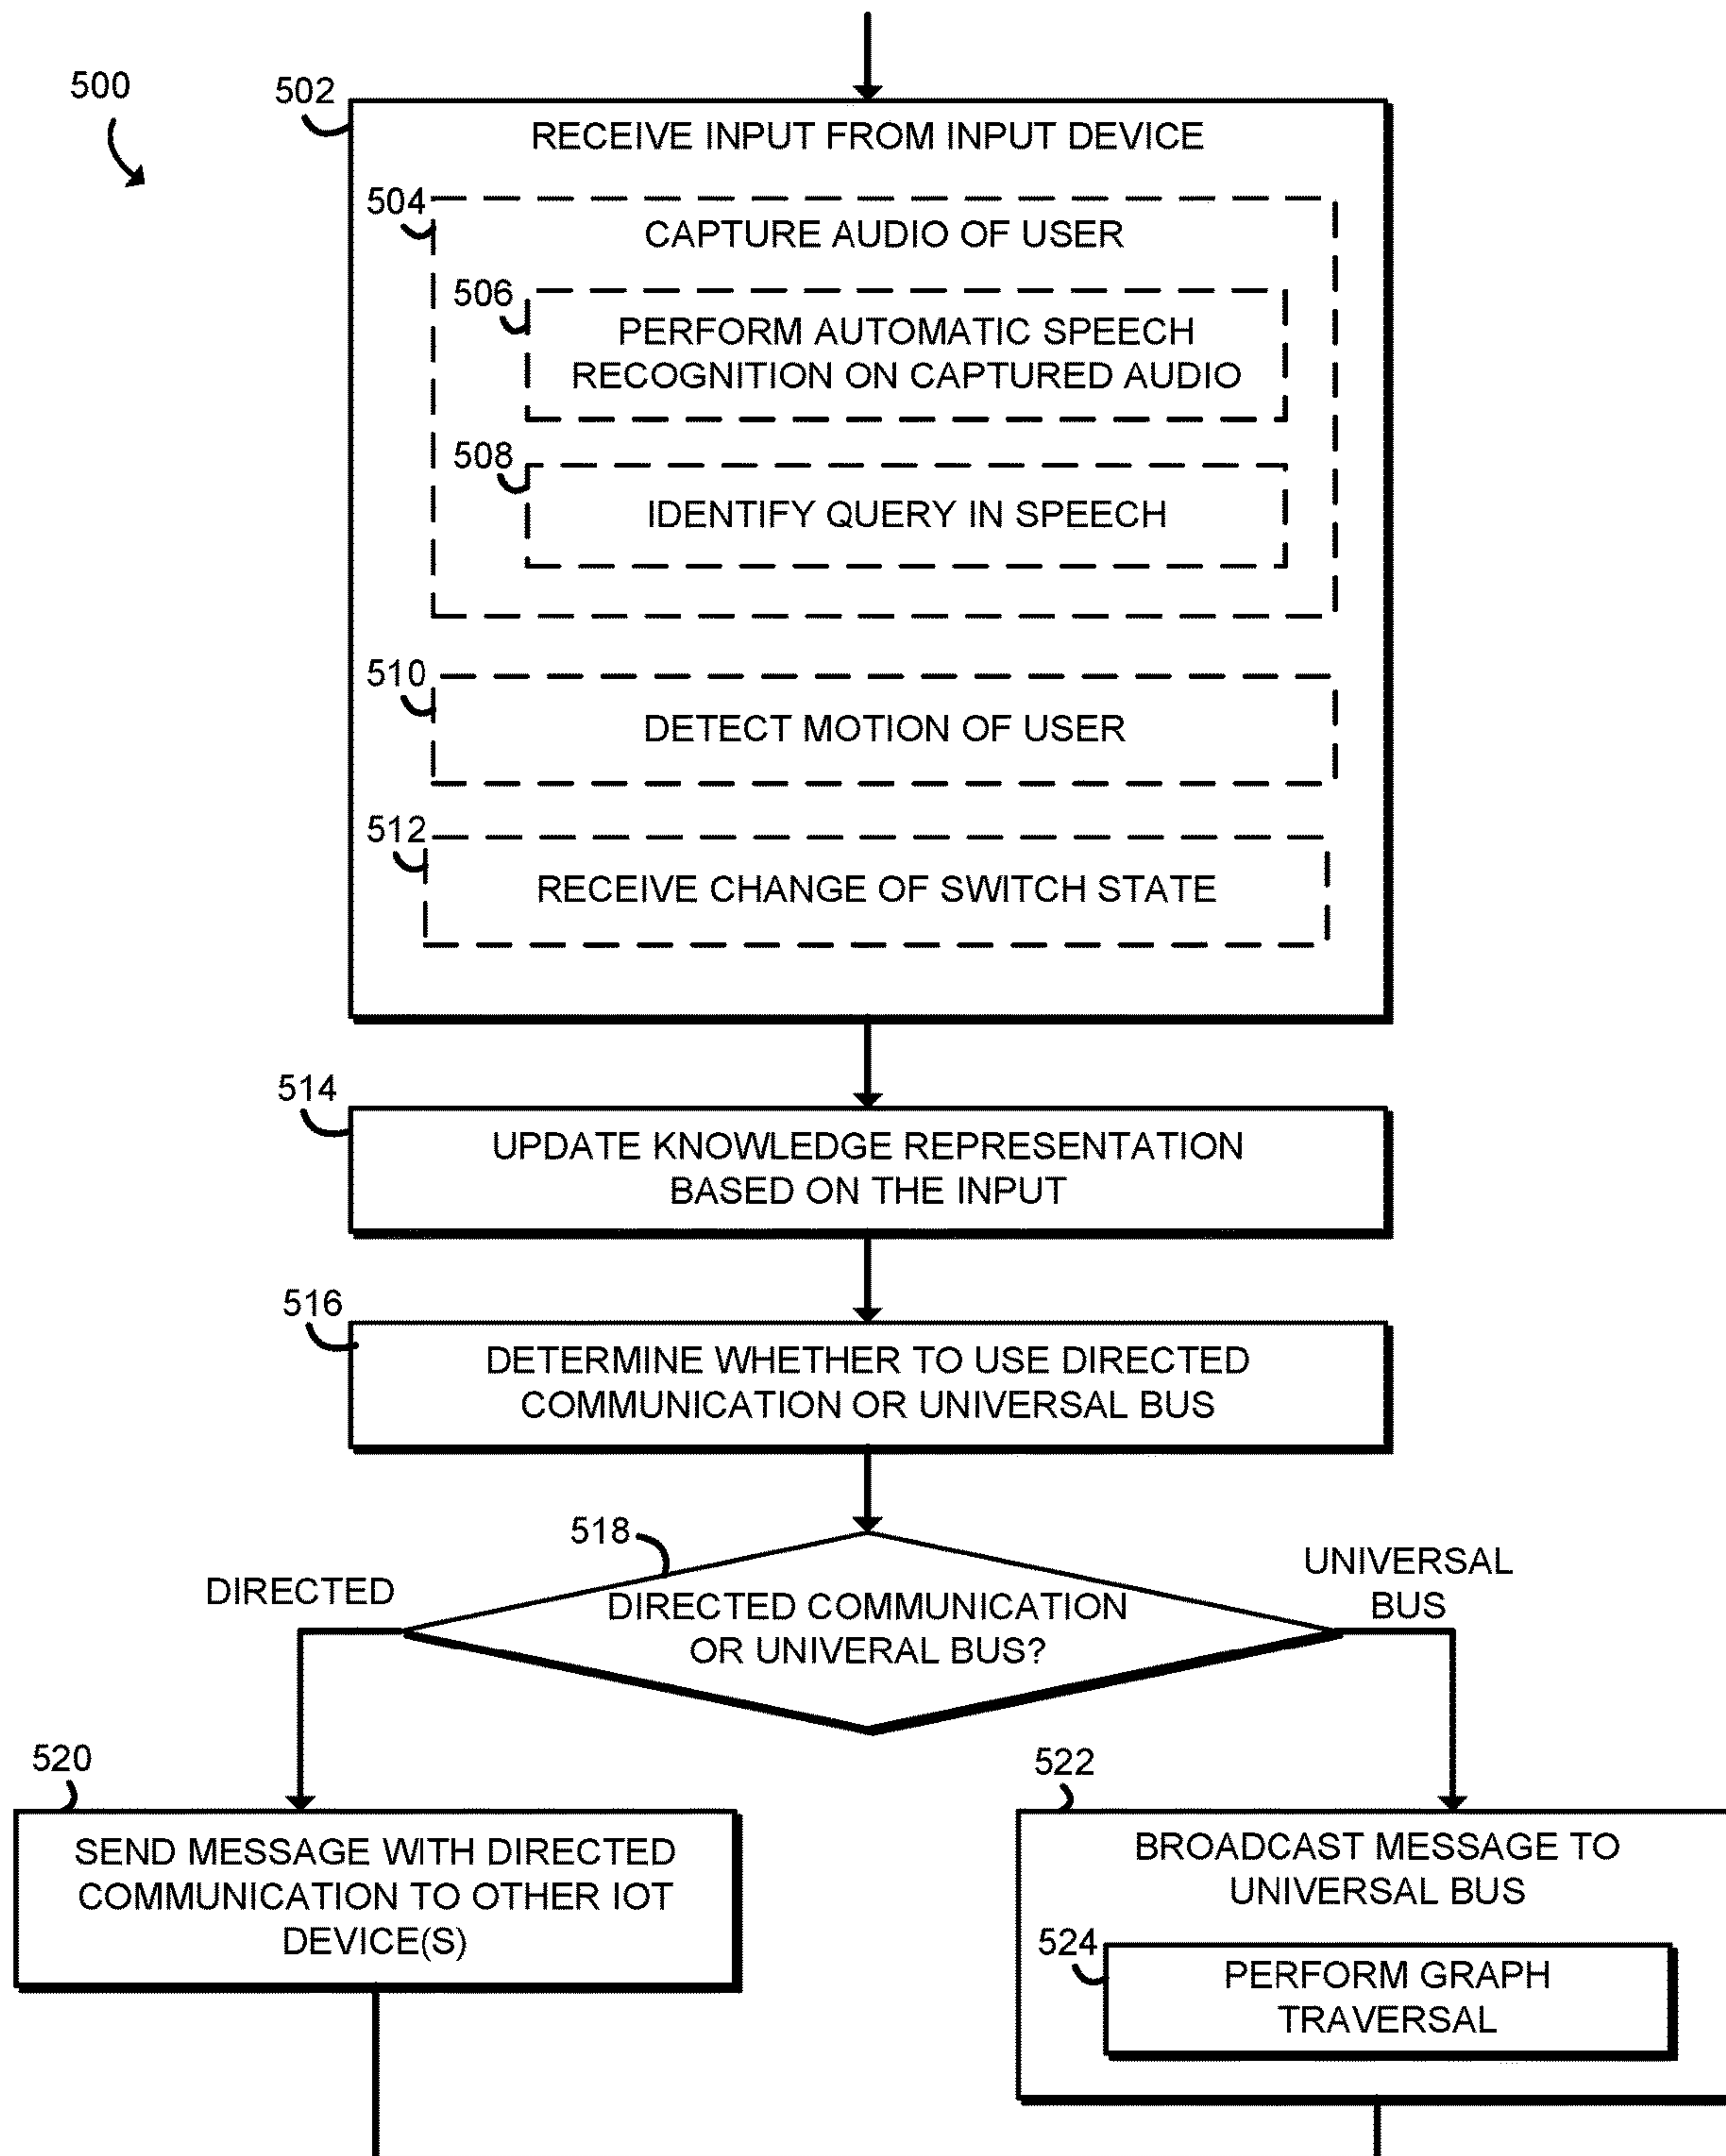 500
502
RECEIVE INPUT FROM INPUT DEVICE
504
CAPTURE AUDIO OF USER
506
PERFORM AUTOMATIC SPEECH
RECOGNITION ON CAPTURED AUDIO
508
IDENTIFY QUERY IN SPEECH
510
DETECT MOTION OF USER
512
RECEIVE CHANGE OF SWITCH STATE
514
UPDATE KNOWLEDGE REPRESENTATION
BASED ON THE INPUT
516
DETERMINE WHETHER TO USE DIRECTED
COMMUNICATION OR UNIVERSAL BUS
518
DIRECTED
DIRECTED COMMUNICATION
OR UNIVERAL BUS?
UNIVERSAL
BUS
520
SEND MESSAGE WITH DIRECTED
COMMUNICATION TO OTHER IOT
DEVICE(S)
522
BROADCAST MESSAGE TO
UNIVERSAL BUS
524
PERFORM GRAPH
TRAVERSAL